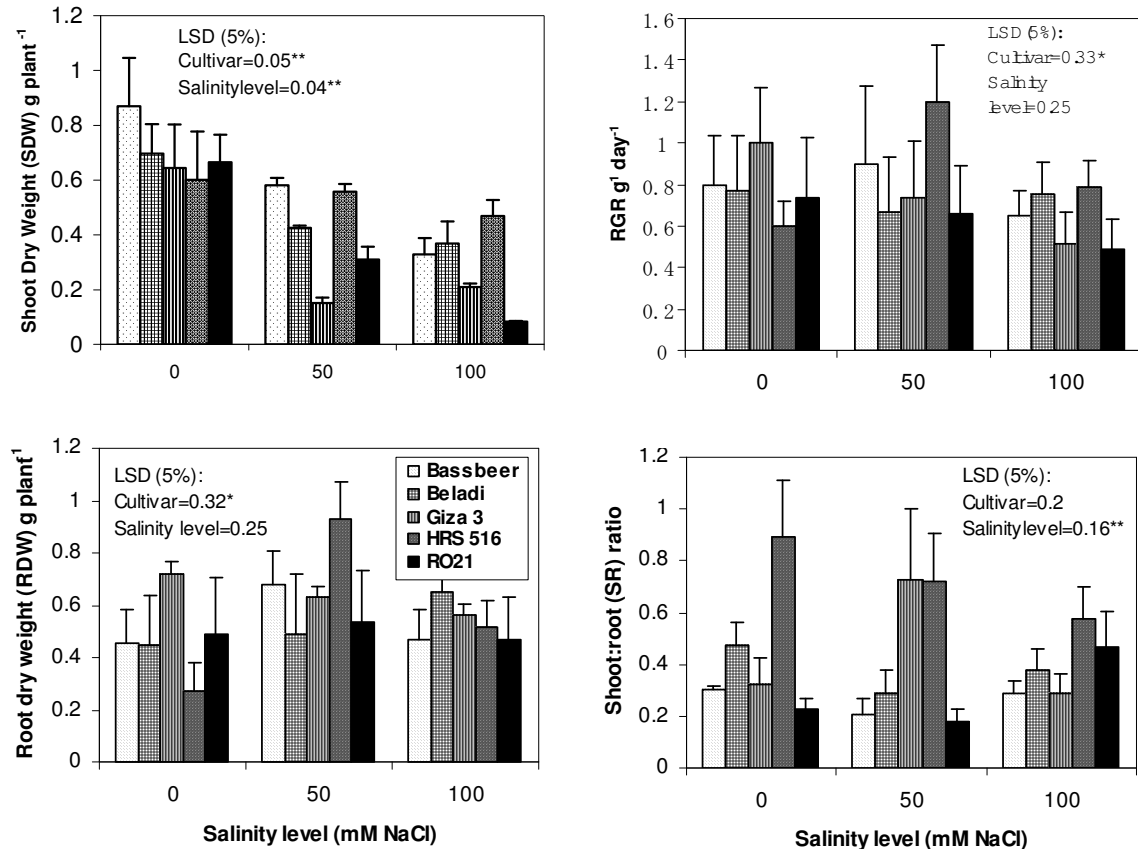 Shoot Dry Weight (SDW) g plant⁻¹
1.2
1
0.8
0.6
0.4
0.2
0
LSD (5%):
Cultivar=0.05**
Salinitylevel=0.04**
0 50 100
RGR g¹ day⁻¹
1.6
1.4
1.2
1
0.8
0.6
0.4
0.2
0
LSD (5%):
Cultivar=0.33*
Salinity
level=0.25
0 50 100
Root dry weight (RDW) g plant¹
1.2
1
0.8
0.6
0.4
0.2
0
LSD (5%):
Cultivar=0.32*
Salinity level=0.25
Bassbeer
Beladi
Giza 3
HRS 516
RO21
0 50 100
Salinity level (mM NaCl)
Shoot:root (SR) ratio
1.2
1
0.8
0.6
0.4
0.2
0
LSD (5%):
Cultivar=0.2
Salinitylevel=0.16**
0 50 100
Salinity level (mM NaCl)